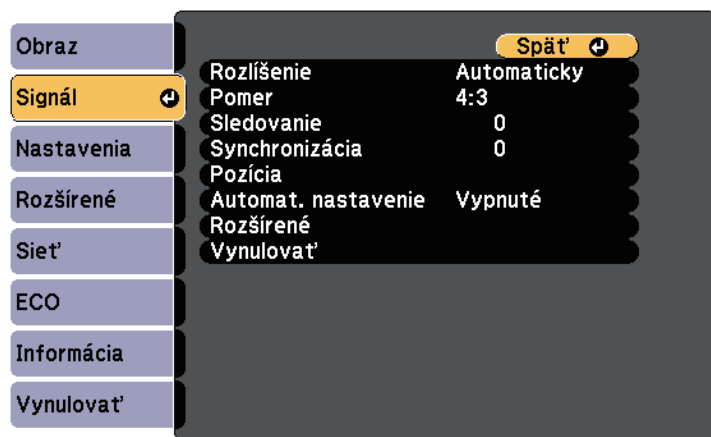 Obraz
Signál
Nastavenia
Rozšírené
Sieť
ECO
Informácia
Vynulovať
Späť
Rozlíšenie Automaticky
Pomer 4:3
Sledovanie 0
Synchronizácia 0
Pozícia
Automat. nastavenie Vypnuté
Rozšírené
Vynulovať